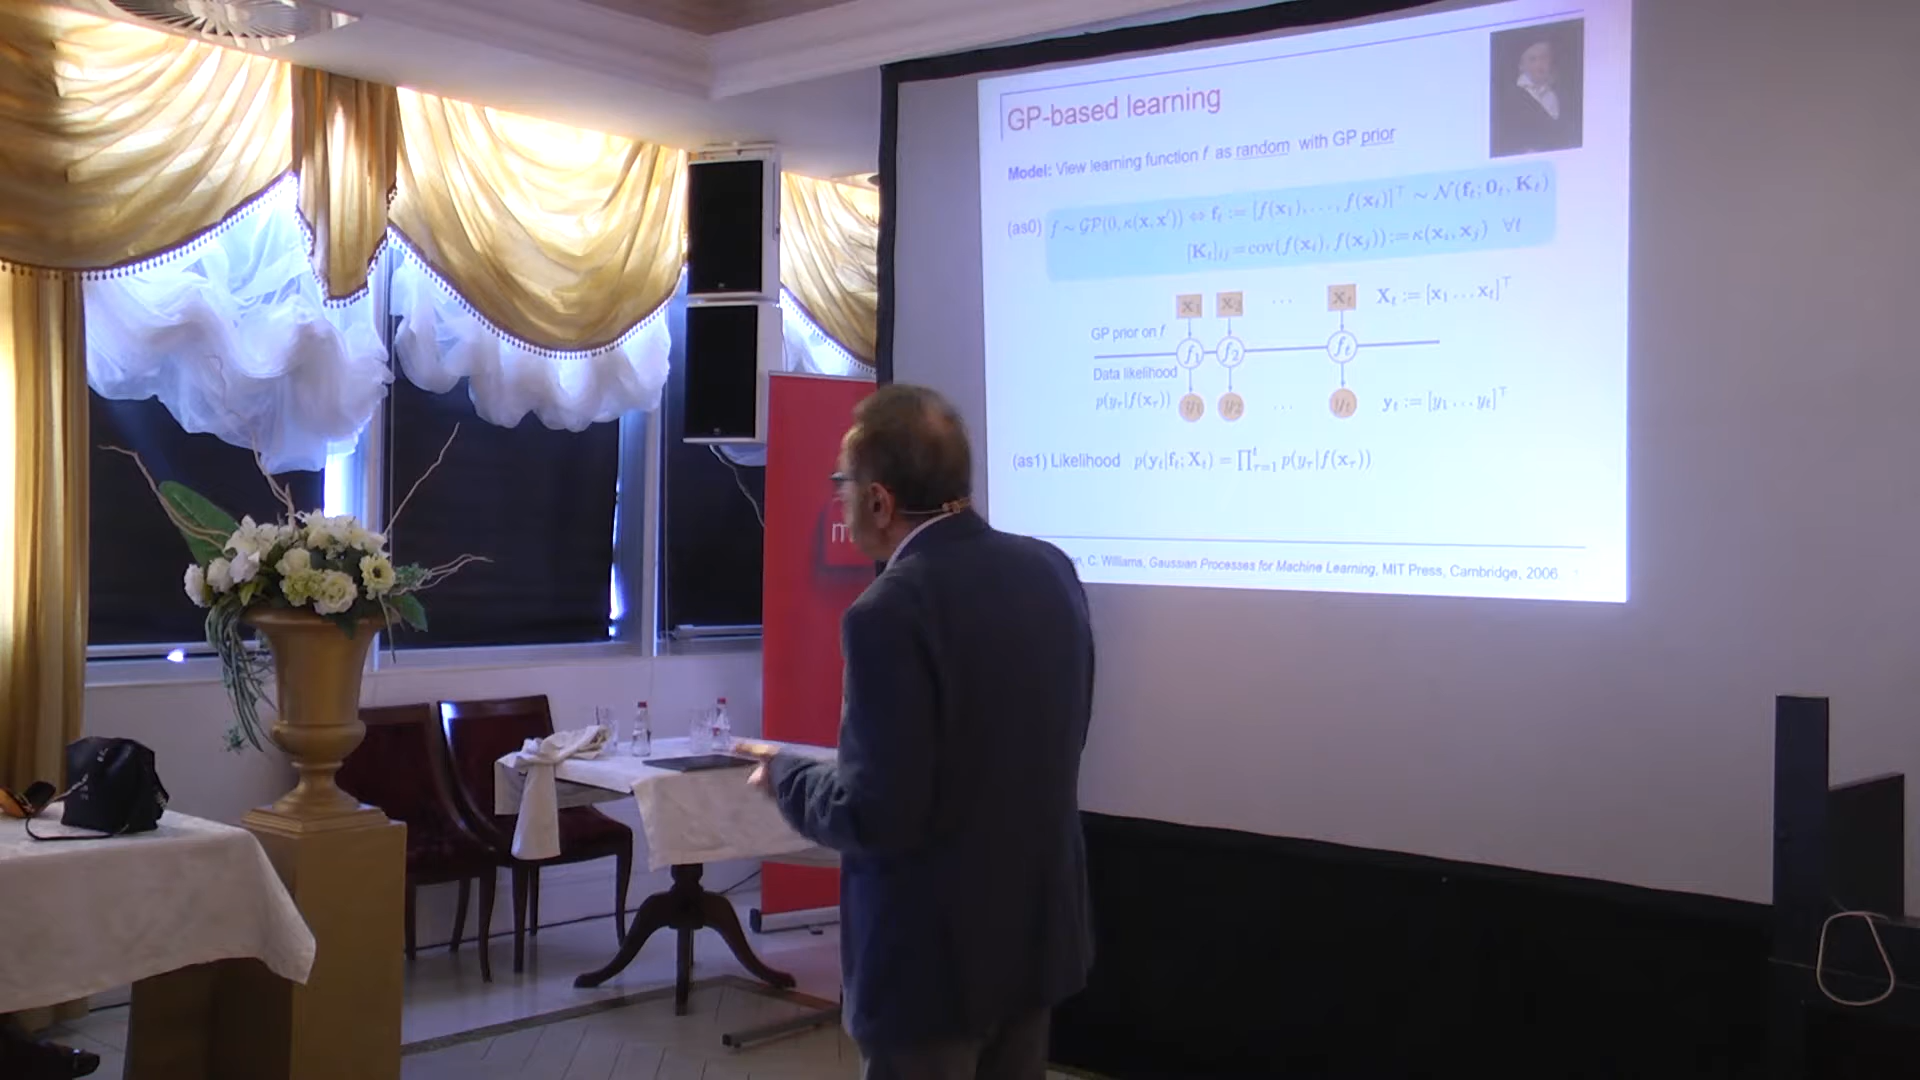 GP-based learning
Model: View learning function f as random with GP prior
(as0) f ∼ 𝒢𝒫(0, κ(x, x′)) ⇔ f_t := [f(x_1), . . . , f(x_t)]^⊤ ∼ 𝒩(f_t; 0_t, K_t)
[K_t]_ij = cov(f(x_i), f(x_j)) := κ(x_i, x_j) ∀t
x_1 x_2 . . . x_t X_t := [x_1 . . . x_t]^⊤
GP prior on f
f_1 f_2 f_t
Data likelihood
p(y_τ|f(x_τ)) y_1 y_2 . . . y_t y_t := [y_1 . . . y_t]^⊤
(as1) Likelihood p(y_t|f_t; X_t) = ∏_{τ=1}^t p(y_τ|f(x_τ))
C. Williams, Gaussian Processes for Machine Learning, MIT Press, Cambridge, 2006